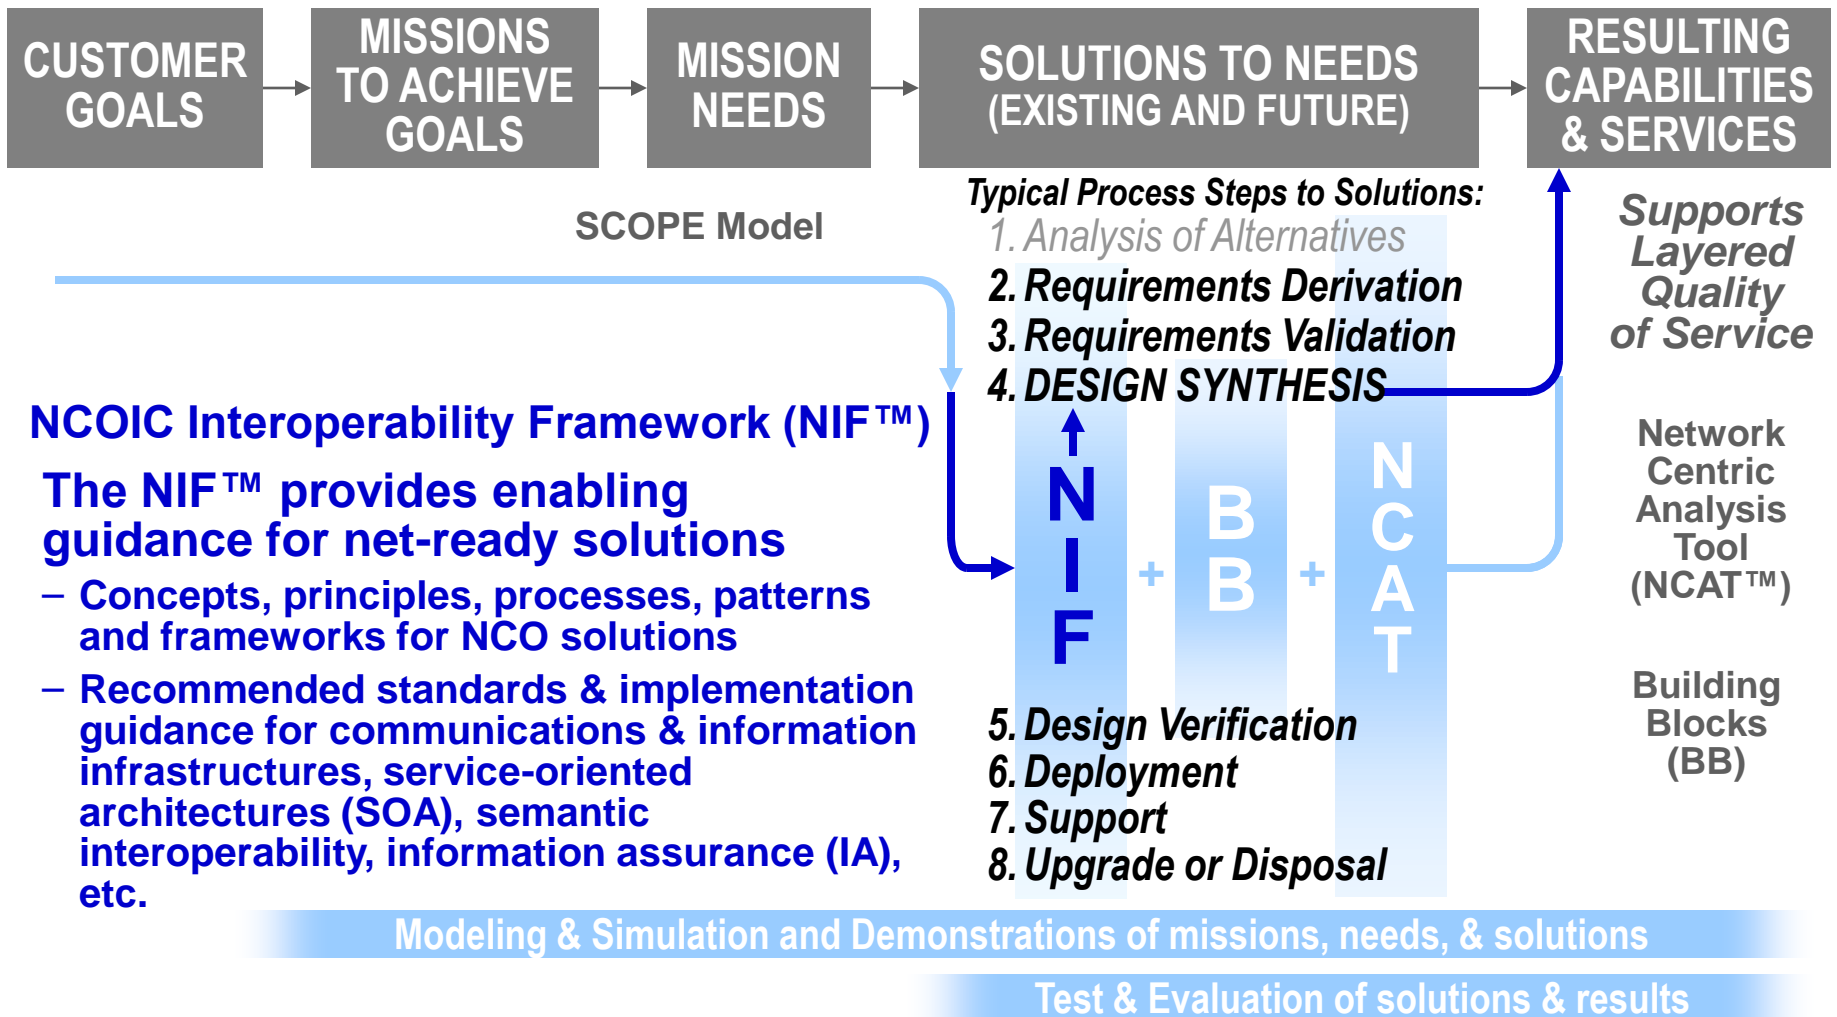 CUSTOMER
GOALS
MISSIONS
TO ACHIEVE
GOALS
MISSION
NEEDS
SOLUTIONS TO NEEDS
(EXISTING AND FUTURE)
RESULTING
CAPABILITIES
& SERVICES
SCOPE Model
NCOIC Interoperability Framework (NIF™)
The NIF™ provides enabling
guidance for net-ready solutions
– Concepts, principles, processes, patterns
and frameworks for NCO solutions
– Recommended standards & implementation
guidance for communications & information
infrastructures, service-oriented
architectures (SOA), semantic
interoperability, information assurance (IA),
etc.
Typical Process Steps to Solutions:
1. Analysis of Alternatives
2. Requirements Derivation
3. Requirements Validation
4. DESIGN SYNTHESIS
N
I
F
+
B
B
+
N
C
A
T
5. Design Verification
6. Deployment
7. Support
8. Upgrade or Disposal
Supports
Layered
Quality
of Service
Network
Centric
Analysis
Tool
(NCAT™)
Building
Blocks
(BB)
Modeling & Simulation and Demonstrations of missions, needs, & solutions
Test & Evaluation of solutions & results